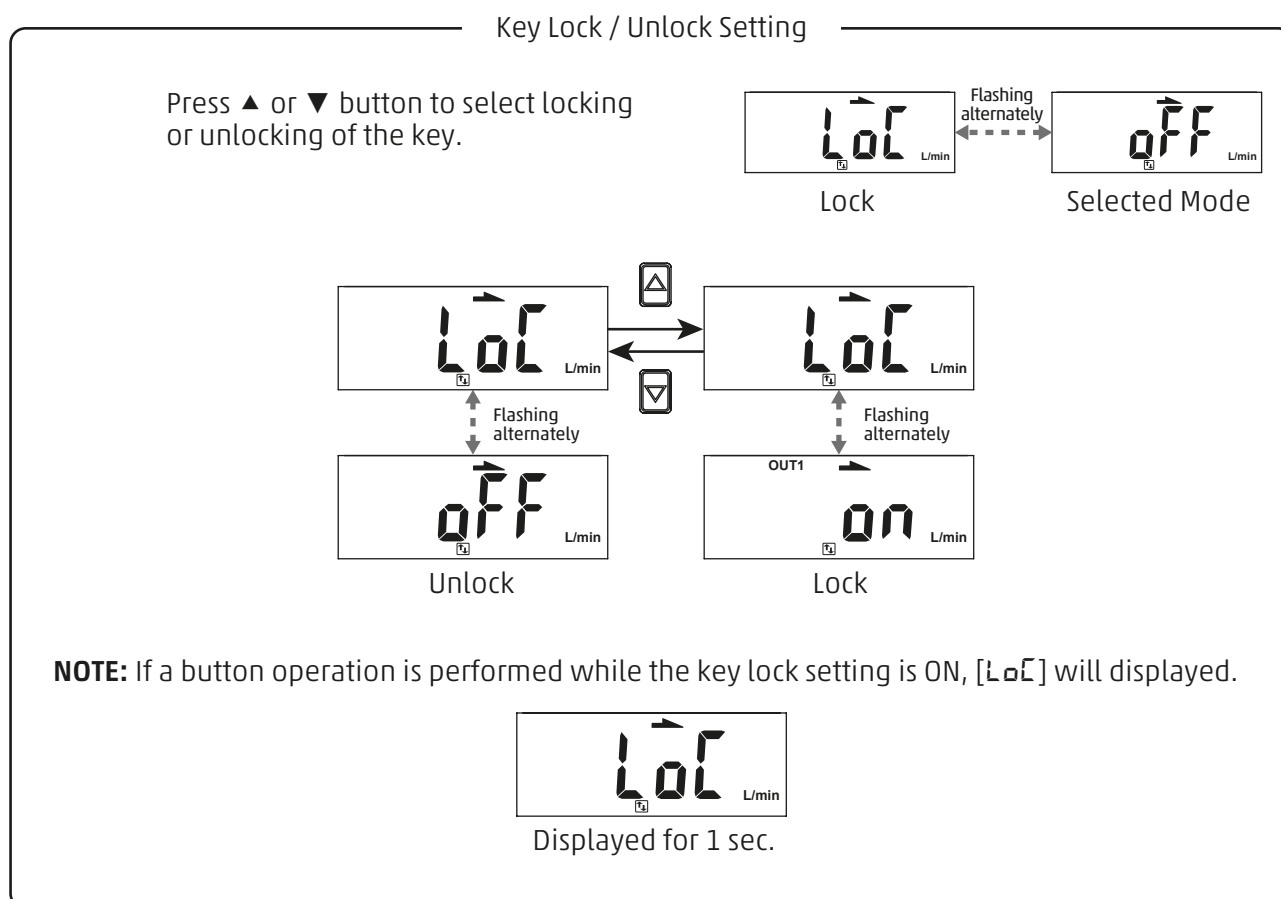 Key Lock / Unlock Setting
Press ▲ or ▼ button to select locking
or unlocking of the key.
LoC
L/min
Flashing
alternately
oFF
L/min
Lock
Selected Mode
LoC
L/min
LoC
L/min
Flashing
alternately
Flashing
alternately
oFF
L/min
OUT1
on
L/min
Unlock
Lock
NOTE: If a button operation is performed while the key lock setting is ON, [LoC] will displayed.
LoC
L/min
Displayed for 1 sec.